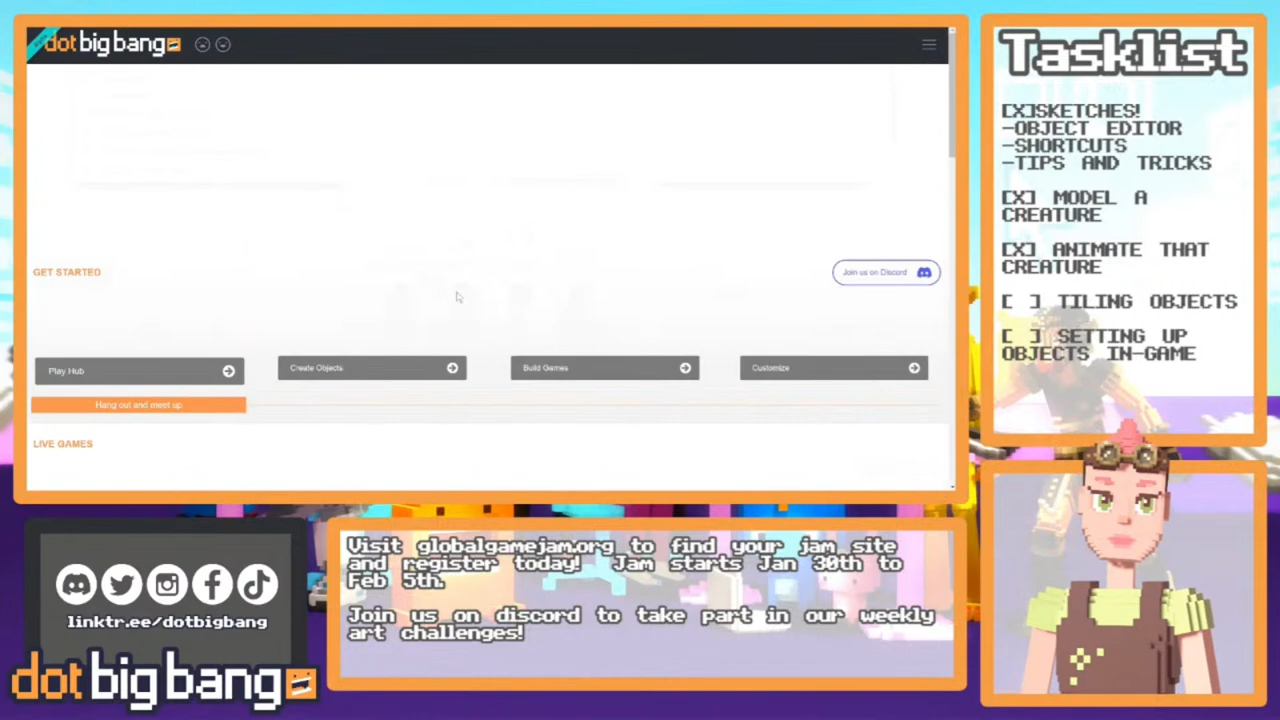 dot big bang
GET STARTED
Join us on Discord
Play Hub
Create Objects
Build Games
Customize
Hang out and meet up
LIVE GAMES
Tasklist
[X]SKETCHES!
-OBJECT EDITOR
-SHORTCUTS
-TIPS AND TRICKS
[X] MODEL A
CREATURE
[X] ANIMATE THAT
CREATURE
[ ] TILING OBJECTS
[ ] SETTING UP
OBJECTS IN-GAME
linktr.ee/dotbigbang
dot big bang
Visit globalgamejam.org to find your jam site
and register today! Jam starts Jan 30th to
Feb 5th.
Join us on discord to take part in our weekly
art challenges!